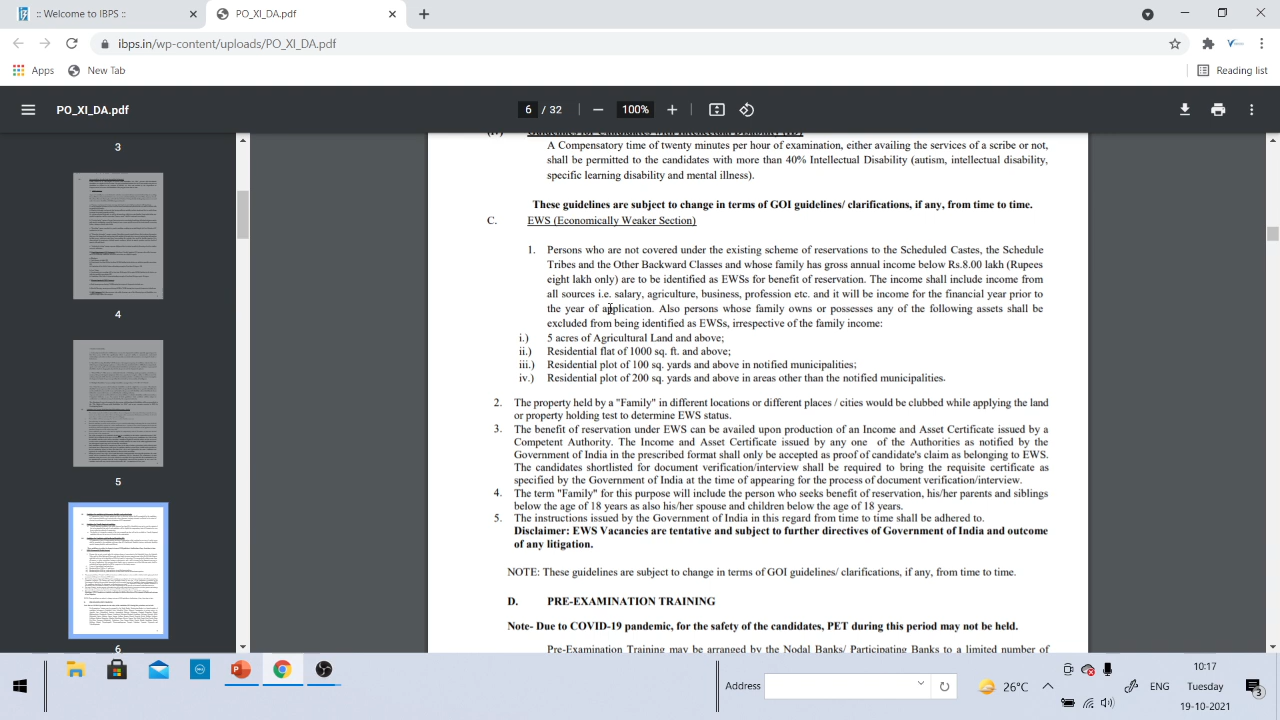 :: Welcome to IBPS ::
PO_XI_DA.pdf
ibps.in/wp-content/uploads/PO_XI_DA.pdf
Apps
New Tab
Reading list
PO_XI_DA.pdf
6 / 32
100%
3
4
5
6
(IV) Guidelines for Candidates with Intellectual Disability (ID)
A Compensatory time of twenty minutes per hour of examination, either availing the services of a scribe or not,
shall be permitted to the candidates with more than 40% Intellectual Disability (autism, intellectual disability,
specific learning disability and mental illness).
These guidelines are subject to change in terms of GOI guidelines/ clarifications, if any, from time to time.
C. EWS (Economically Weaker Section)
1. Persons who are not covered under the existing scheme of reservations to the Scheduled Castes, the Schedule
Tribes and the Other Backward Classes and whose family has gross annual income below Rs.8.00 lakh (Rupees
eight lakh only) are to be identified as EWSs for benefit of reservation. The income shall include income from
all sources i.e. salary, agriculture, business, profession etc. and it will be income for the financial year prior to
the year of application. Also persons whose family owns or possesses any of the following assets shall be
excluded from being identified as EWSs, irrespective of the family income:
i.) 5 acres of Agricultural Land and above;
ii.) Residential flat of 1000 sq. ft. and above;
iii.) Residential plot of 100 sq. yards and above in notified municipalities;
iv.) Residential plot of 200 sq. yards and above in areas other than the notified municipalities.
2. The property held by a "Family" in different locations or different places / cities would be clubbed while applying the land
or property holding test to determine EWS status.
3. The benefit of reservation under EWS can be availed upon production of an Income and Asset Certificate issued by a
Competent Authority. The Income and Asset Certificate issued by any one of the Authorities as notified by the
Government of India in the prescribed format shall only be accepted as proof of candidate's claim as belonging to EWS.
The candidates shortlisted for document verification/interview shall be required to bring the requisite certificate as
specified by the Government of India at the time of appearing for the process of document verification/interview.
4. The term "Family" for this purpose will include the person who seeks benefit of reservation, his/her parents and siblings
below the age of 18 years as also his/her spouse and children below the age of 18 years.
5. The instructions issued by the Government of India in this regard from time to time shall be adhered to.
Disclaimer: EWS Vacancies are tentative and subject to further directives of Government of India and outcome
of any litigation.
NOTE: These guidelines are subject to change in terms of GOI guidelines/ clarifications, if any, from time to time.
D. PRE-EXAMINATION TRAINING
Note- Due to COVID-19 pandemic, for the safety of the candidates, PET during this period may not be held.
Pre-Examination Training may be arranged by the Nodal Banks/ Participating Banks to a limited number of
Address
26°C
ENG
10:17
Tuesday
19-10-2021
3